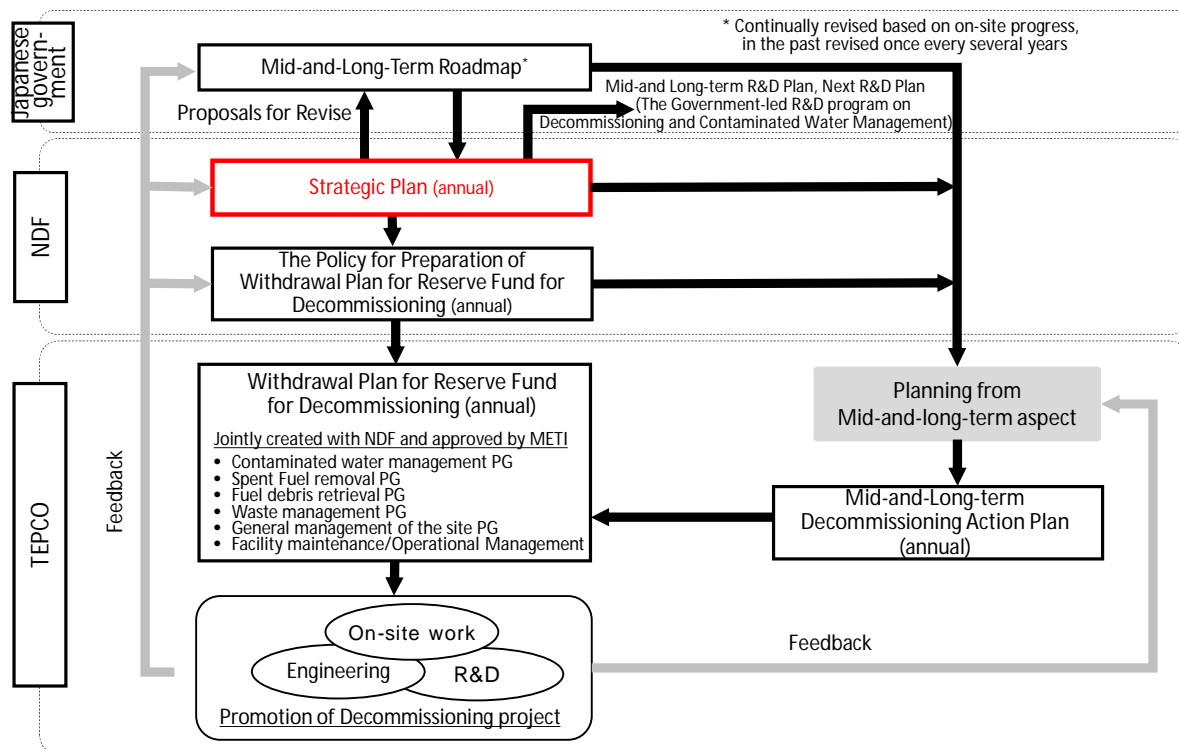 Japanese
govern-
ment
* Continually revised based on on-site progress,
in the past revised once every several years
Mid-and-Long-Term Roadmap*
Mid-and Long-term R&D Plan, Next R&D Plan
(The Government-led R&D program on
Decommissioning and Contaminated Water Management)
Proposals for Revise
NDF
Strategic Plan (annual)
The Policy for Preparation of
Withdrawal Plan for Reserve Fund for
Decommissioning (annual)
TEPCO
Feedback
Withdrawal Plan for Reserve Fund
for Decommissioning (annual)
Jointly created with NDF and approved by METI
• Contaminated water management PG
• Spent Fuel removal PG
• Fuel debris retrieval PG
• Waste management PG
• General management of the site PG
• Facility maintenance/Operational Management
Planning from
Mid-and-long-term aspect
Mid-and-Long-term
Decommissioning Action Plan
(annual)
On-site work
Engineering
R&D
Promotion of Decommissioning project
Feedback